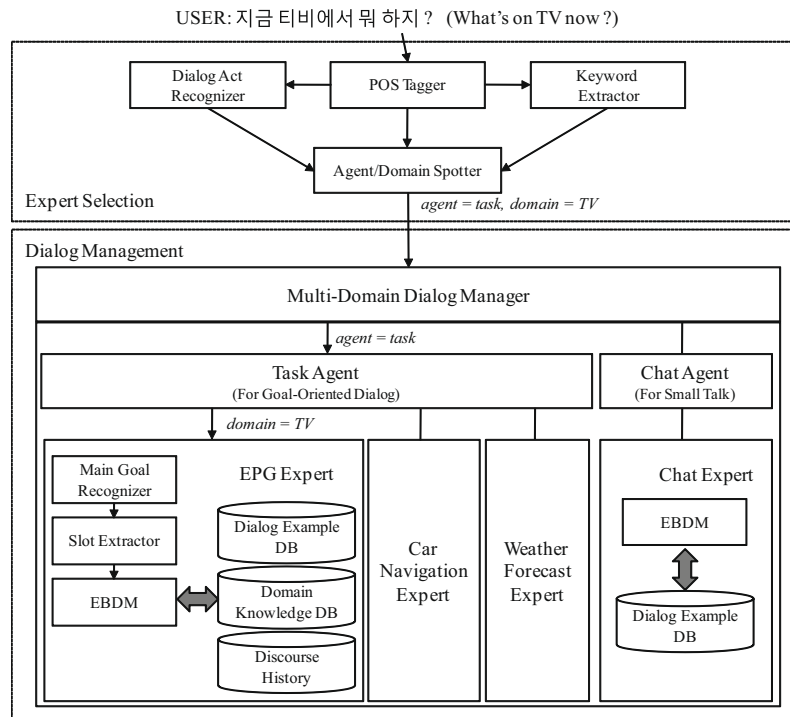 USER: 지금 티비에서 뭐 하지 ? (What's on TV now ?)
Dialog Act
Recognizer
POS Tagger
Keyword
Extractor
Agent/Domain Spotter
Expert Selection
agent = task, domain = TV
Dialog Management
Multi-Domain Dialog Manager
agent = task
Task Agent
(For Goal-Oriented Dialog)
Chat Agent
(For Small Talk)
domain = TV
Main Goal
Recognizer
Slot Extractor
EBDM
EPG Expert
Dialog Example
DB
Domain
Knowledge DB
Discourse
History
Car
Navigation
Expert
Weather
Forecast
Expert
Chat Expert
EBDM
Dialog Example
DB